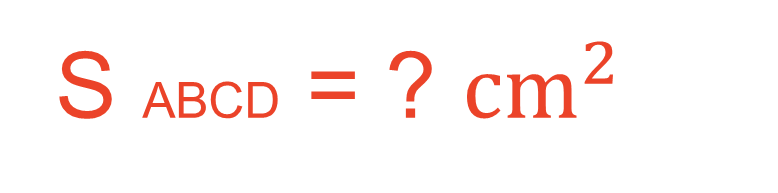 S ABCD = ? cm²